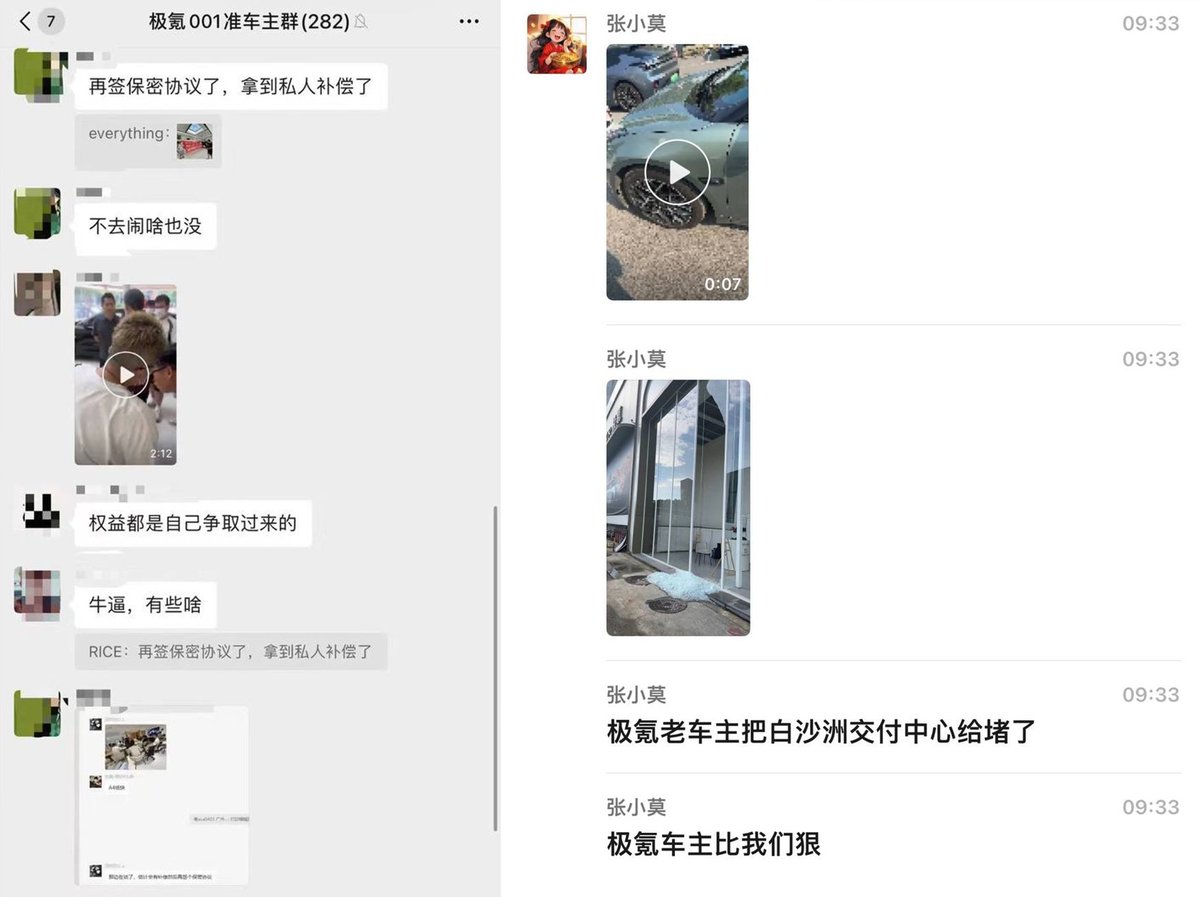 7
极氪001准车主群(282)
再签保密协议了，拿到私人补偿了
everything:
不去闹啥也没
2:12
权益都是自己争取过来的
牛逼，有些啥
RICE：再签保密协议了，拿到私人补偿了
张小莫
09:33
0:07
张小莫
09:33
张小莫
09:33
极氪老车主把白沙洲交付中心给堵了
张小莫
09:33
极氪车主比我们狠